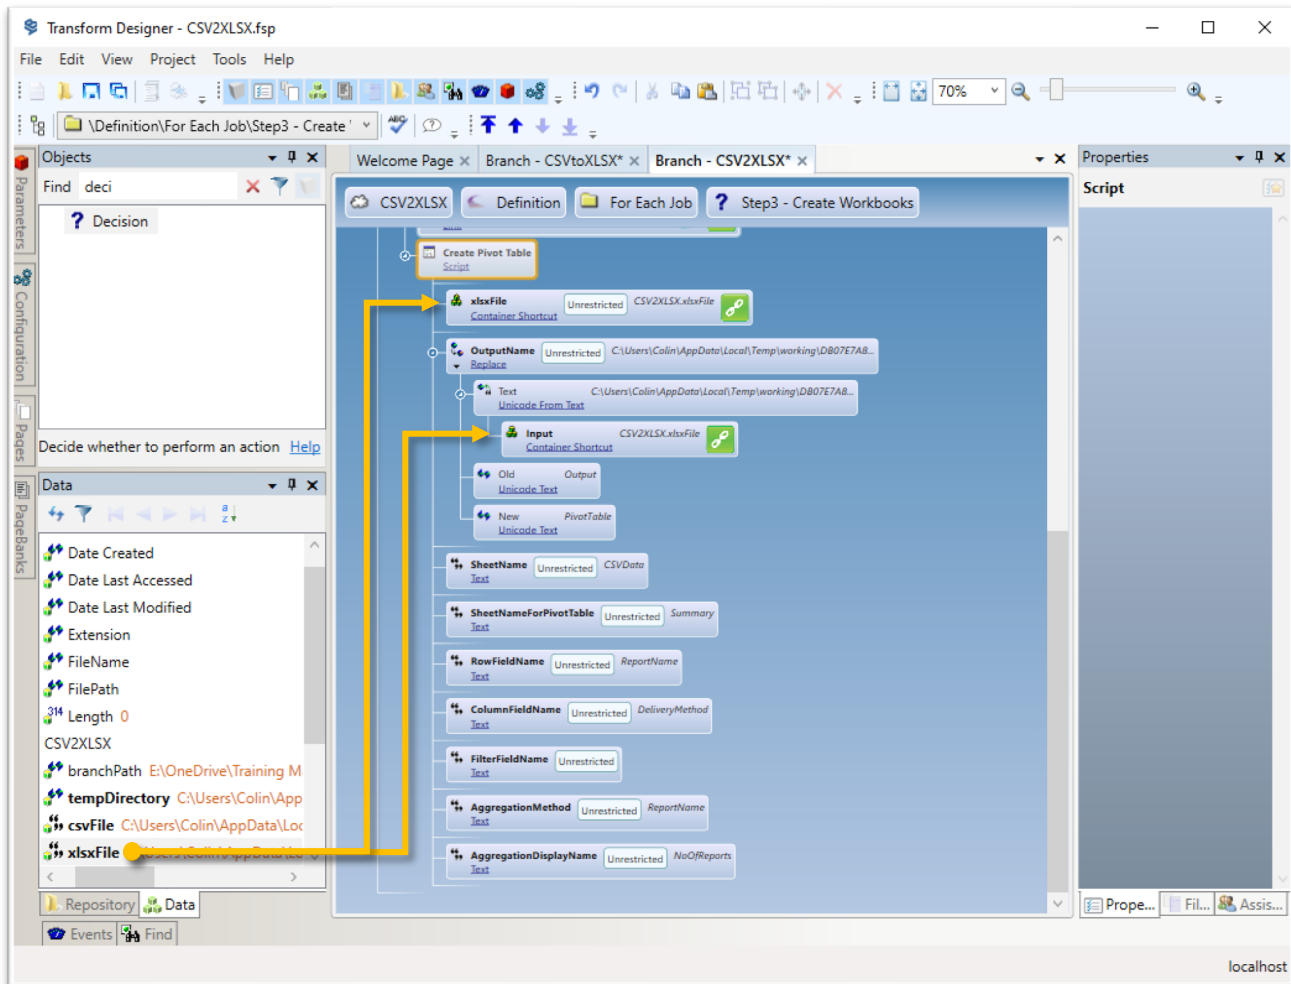 Transform Designer - CSV2XLSX.fsp
File Edit View Project Tools Help
70%
\Definition\For Each Job\Step3 - Create '
ABC
Objects
Find deci
Decision
Decide whether to perform an action Help
Parameters
Configuration
Pages
PageBanks
Data
Date Created
Date Last Accessed
Date Last Modified
Extension
FileName
FilePath
314 Length 0
CSV2XLSX
branchPath E:\OneDrive\Training M
tempDirectory C:\Users\Colin\App
csvFile C:\Users\Colin\AppData\Loc
xlsxFile
Repository Data
Events Find
Welcome Page Branch - CSVtoXLSX* Branch - CSV2XLSX*
CSV2XLSX Definition For Each Job ? Step3 - Create Workbooks
Create Pivot Table
Script
xlsxFile Unrestricted CSV2XLSX.xlsxFile
Container Shortcut
OutputName Unrestricted C:\Users\Colin\AppData\Local\Temp\working\DB07E7A8...
Replace
Text C:\Users\Colin\AppData\Local\Temp\working\DB07E7A8...
Unicode From Text
Input CSV2XLSX.xlsxFile
Container Shortcut
Old Output
Unicode Text
New PivotTable
Unicode Text
SheetName Unrestricted CSVData
Text
SheetNameForPivotTable Unrestricted Summary
Text
RowFieldName Unrestricted ReportName
Text
ColumnFieldName Unrestricted DeliveryMethod
Text
FilterFieldName Unrestricted
Text
AggregationMethod Unrestricted ReportName
Text
AggregationDisplayName Unrestricted NoOfReports
Text
Properties
Script
Prope... Fil... Assis...
localhost